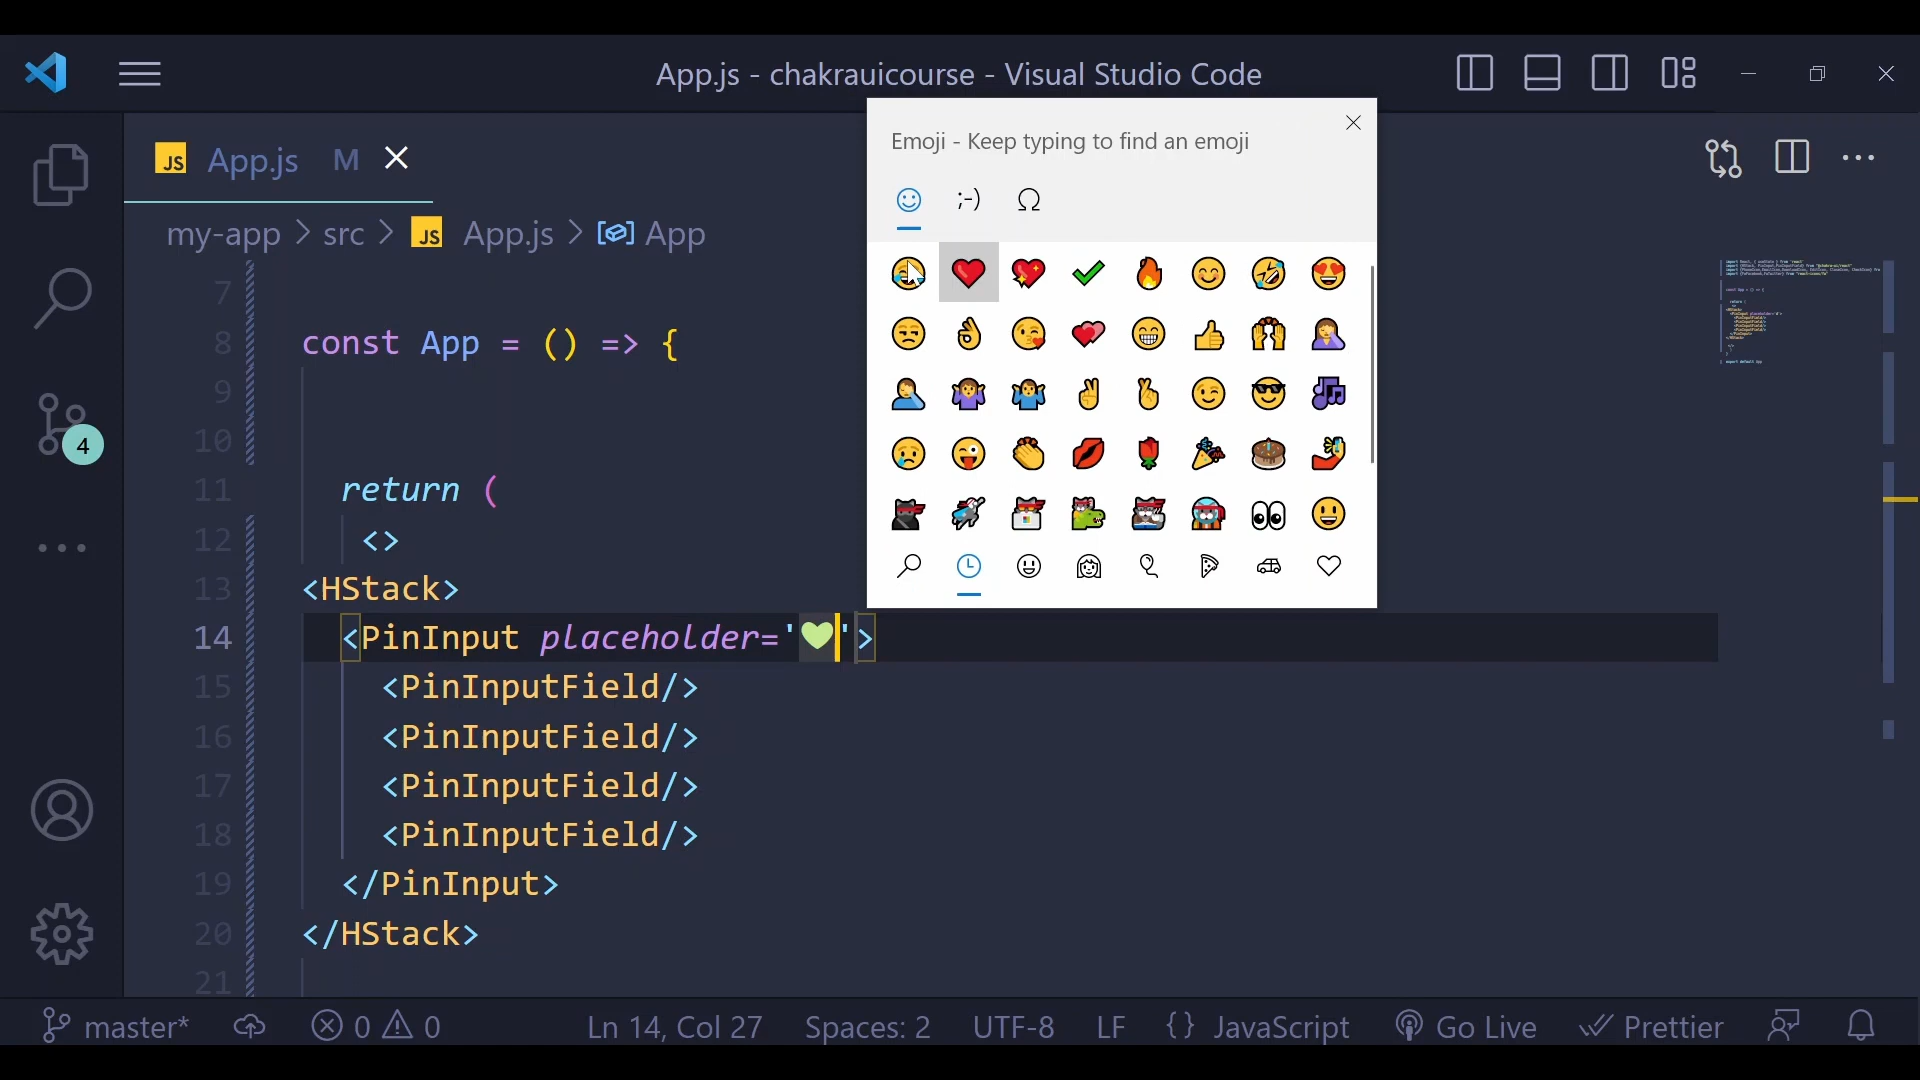 App.js - chakrauicourse - Visual Studio Code
JS App.js M
my-app > src > JS App.js > App
Emoji - Keep typing to find an emoji
;-) Ω
7
8 const App = () => {
9
10
11 return (
12 <>
13 <HStack>
14 <PinInput placeholder='💚'>
15 <PinInputField/>
16 <PinInputField/>
17 <PinInputField/>
18 <PinInputField/>
19 </PinInput>
20 </HStack>
21
4
master* 0 0 Ln 14, Col 27 Spaces: 2 UTF-8 LF {} JavaScript Go Live Prettier